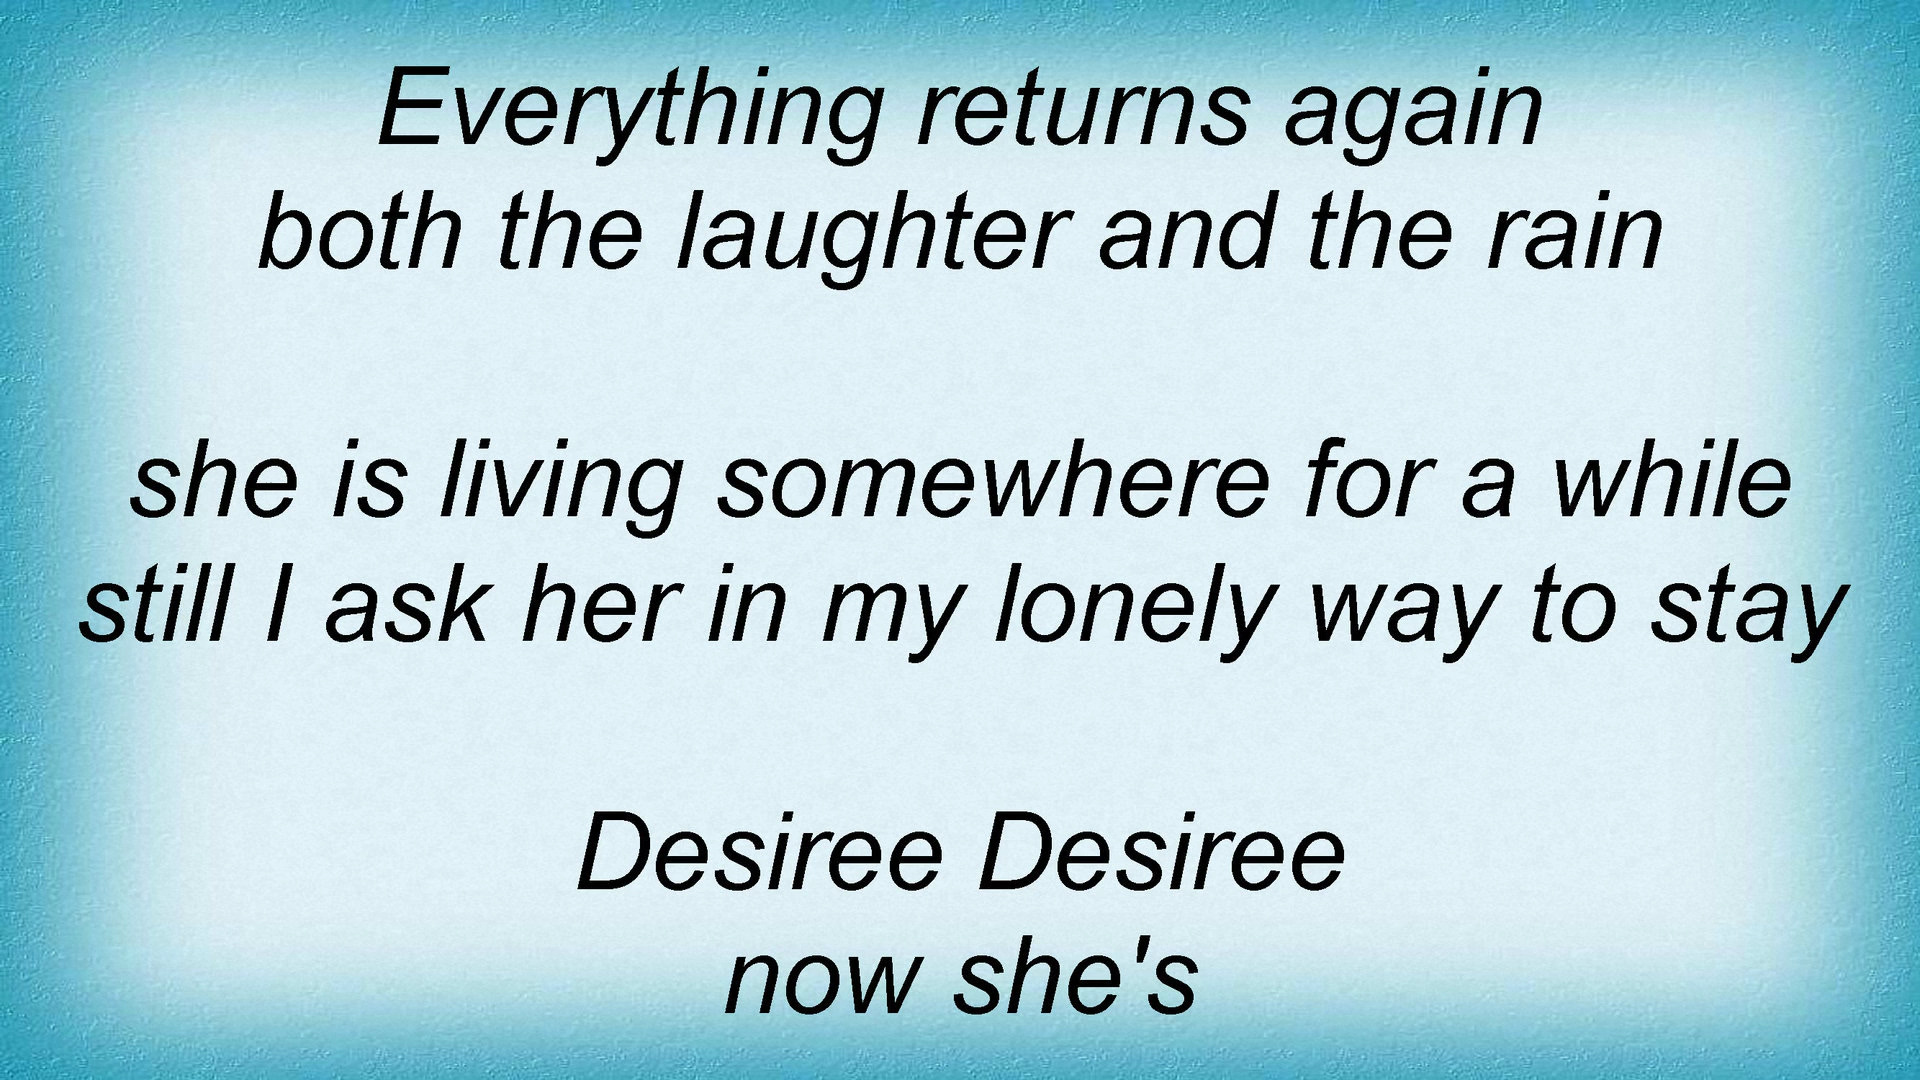 Everything returns again
both the laughter and the rain
she is living somewhere for a while
still I ask her in my lonely way to stay
Desiree Desiree
now she's